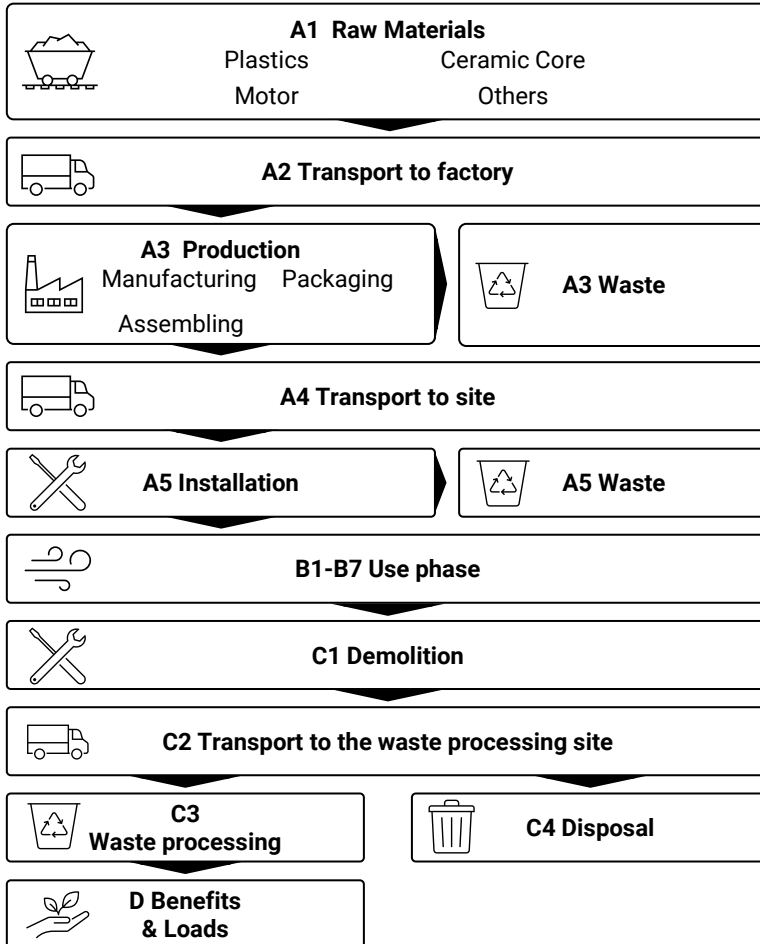 A1 Raw Materials
Plastics Ceramic Core
Motor Others
A2 Transport to factory
A3 Production
Manufacturing Packaging
Assembling
A3 Waste
A4 Transport to site
A5 Installation
A5 Waste
B1-B7 Use phase
C1 Demolition
C2 Transport to the waste processing site
C3
Waste processing
C4 Disposal
D Benefits
& Loads